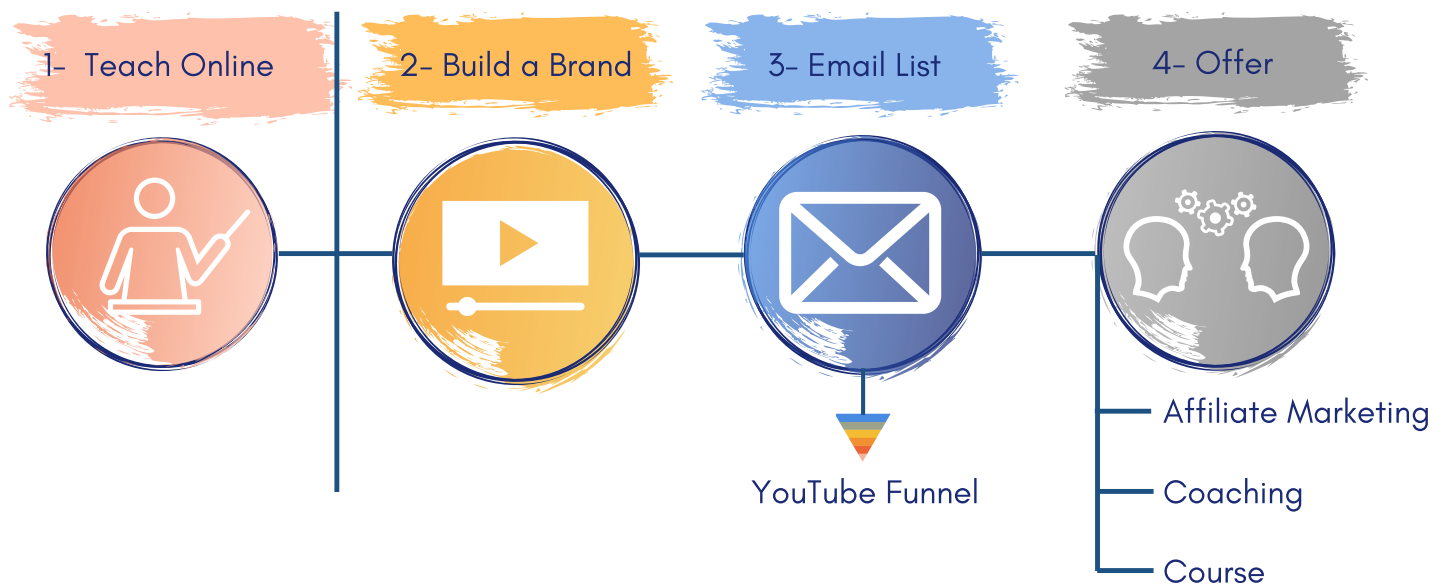 1- Teach Online
2- Build a Brand
3- Email List
4- Offer
YouTube Funnel
Affiliate Marketing
Coaching
Course